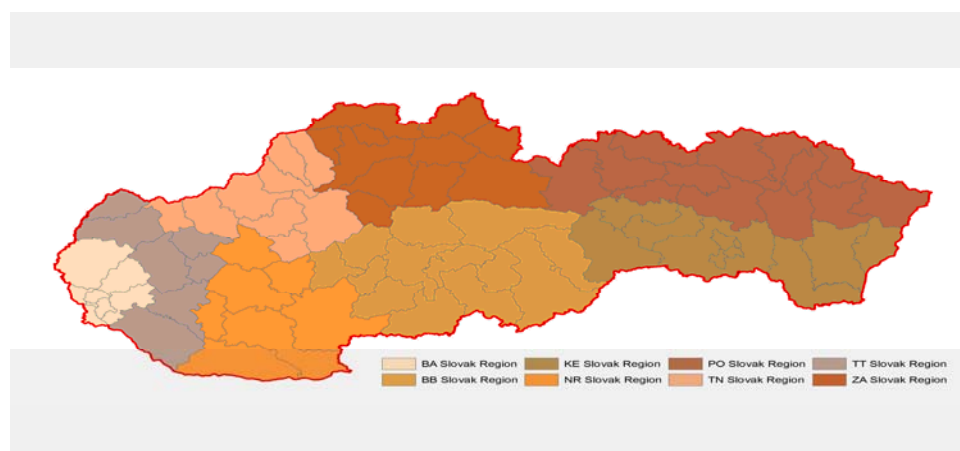 BA Slovak Region KE Slovak Region PO Slovak Region TT Slovak Region
BB Slovak Region NR Slovak Region TN Slovak Region ZA Slovak Region